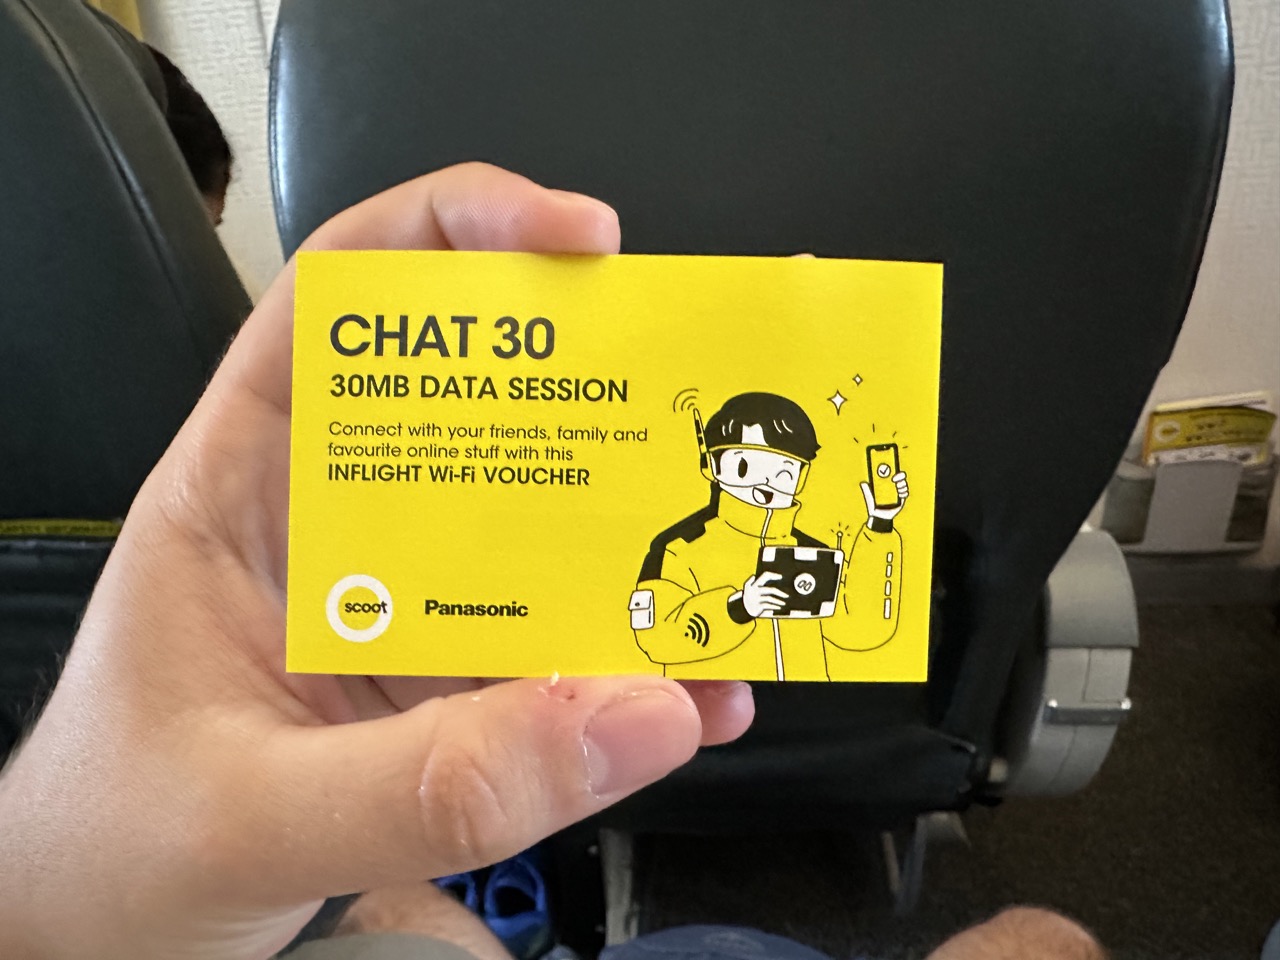 CHAT 30
30MB DATA SESSION
Connect with your friends, family and
favourite online stuff with this
INFLIGHT Wi-Fi VOUCHER
scoot
Panasonic